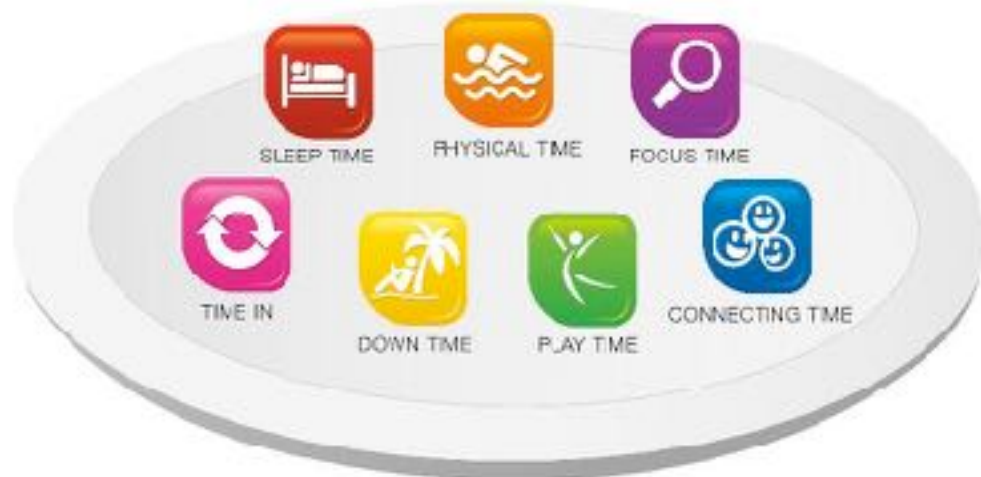 SLEEP TIME
PHYSICAL TIME
FOCUS TIME
TIME IN
DOWN TIME
PLAY TIME
CONNECTING TIME